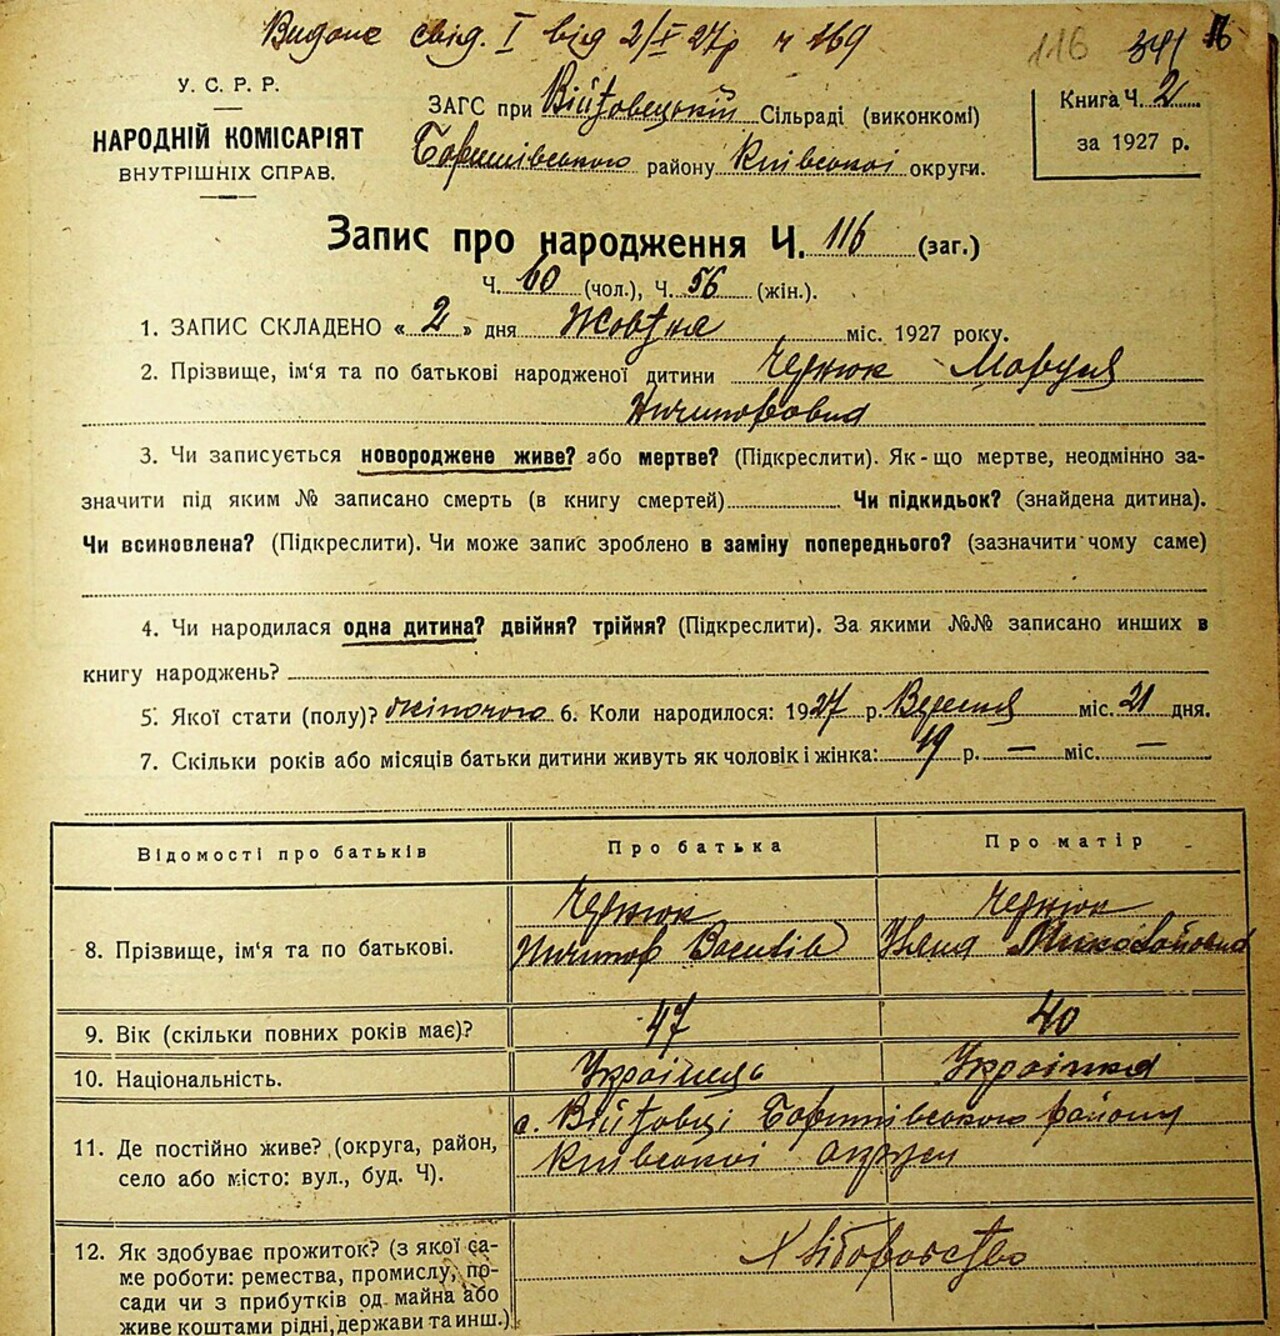 Видане свід. I від 2/X 27р ч 169
116 341 116
У. С. Р. Р.
НАРОДНІЙ КОМІСАРІЯТ
ВНУТРІШНІХ СПРАВ.
ЗАГС при Війтовецькій Сільраді (виконкомі)
Баришівського району Київської округи.
Книга Ч. 2
за 1927 р.
Запис про народження Ч. 116 (заг.)
Ч. 60 (чол.), Ч. 56 (жін.).
1. ЗАПИС СКЛАДЕНО « 2 » дня Жовтня міс. 1927 року.
2. Прізвище, ім'я та по батькові народженої дитини Чернюк Маруся
Ничипоровна
3. Чи записується новороджене живе? або мертве? (Підкреслити). Як-що мертве, неодмінно за-
значити під яким № записано смерть (в книгу смертей) Чи підкидьок? (знайдена дитина).
Чи всиновлена? (Підкреслити). Чи може запис зроблено в заміну попереднього? (зазначити чому саме)
4. Чи народилася одна дитина? двійня? трійня? (Підкреслити). За якими №№ записано инших в
книгу народжень?
5. Якої стати (полу)? жіночого 6. Коли народилося: 1927 р. Вересня міс. 21 дня.
7. Скільки років або місяців батьки дитини живуть як чоловік і жінка: 19 р. — міс. —
Відомості про батьків
Про батька
Про матір
8. Прізвище, ім'я та по батькові.
Чернюк
Ничипор Василів
Чернюк
Уляна Миколайовна
9. Вік (скільки повних років має)?
47
40
10. Національність.
Українець
Українка
11. Де постійно живе? (округа, район,
село або місто: вул., буд. Ч).
с. Війтовці Баришівського району
Київської округи
12. Як здобуває прожиток? (з якої са-
ме роботи: ремества, промислу, по-
сади чи з прибутків од майна або
живе коштами рідні, держави та инш.)
Хліборобство